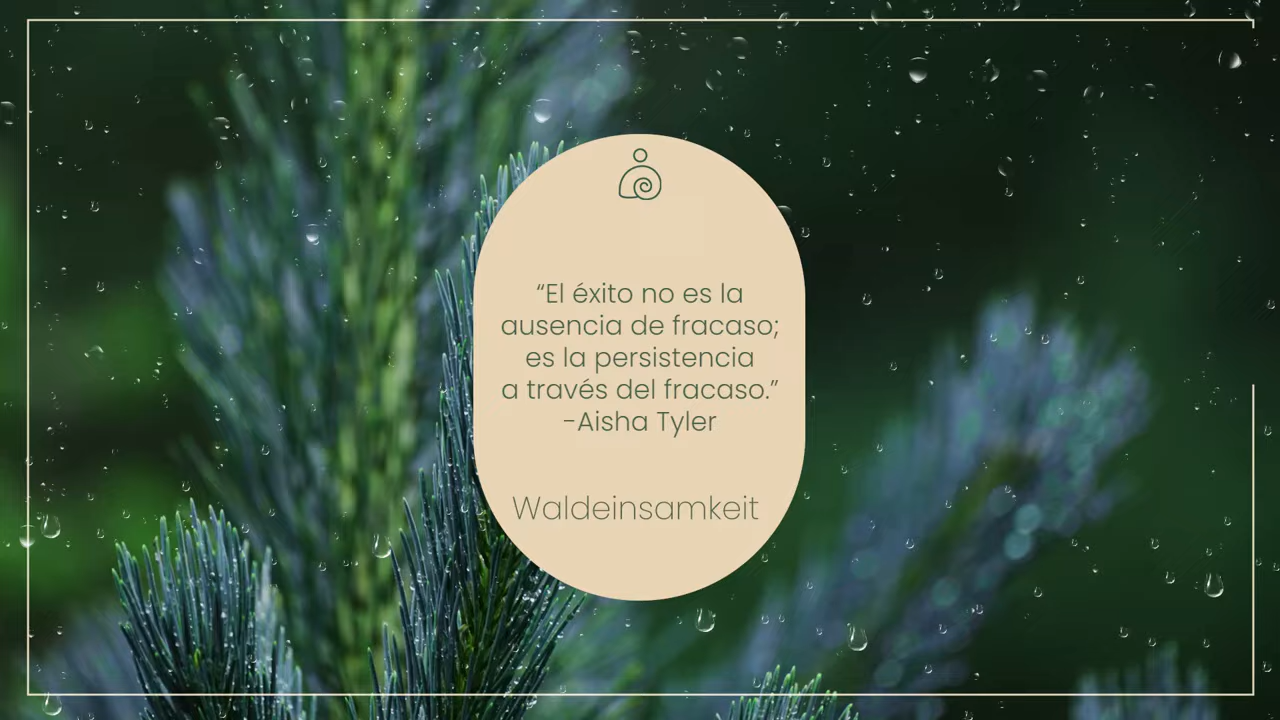 “El éxito no es la
ausencia de fracaso;
es la persistencia
a través del fracaso.”
-Aisha Tyler
Waldeinsamkeit